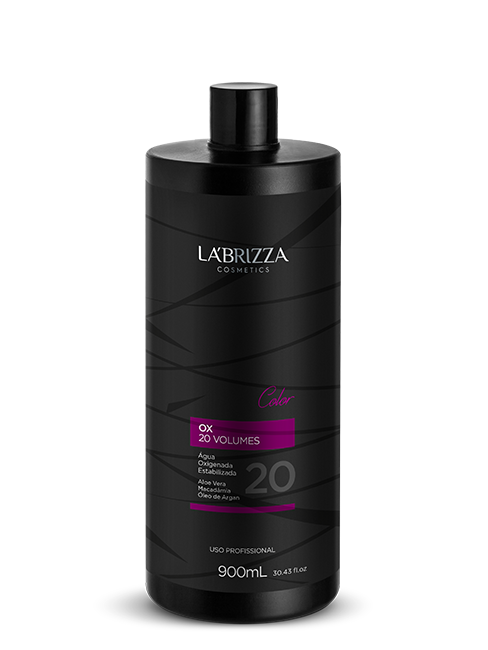 LA'BRIZZA
COSMETICS
Color
OX
20 VOLUMES
Água
Oxigenada
Estabilizada
20
Aloe Vera
Macadâmia
Óleo de Argan
USO PROFISSIONAL
900mL 30.43 fl.oz